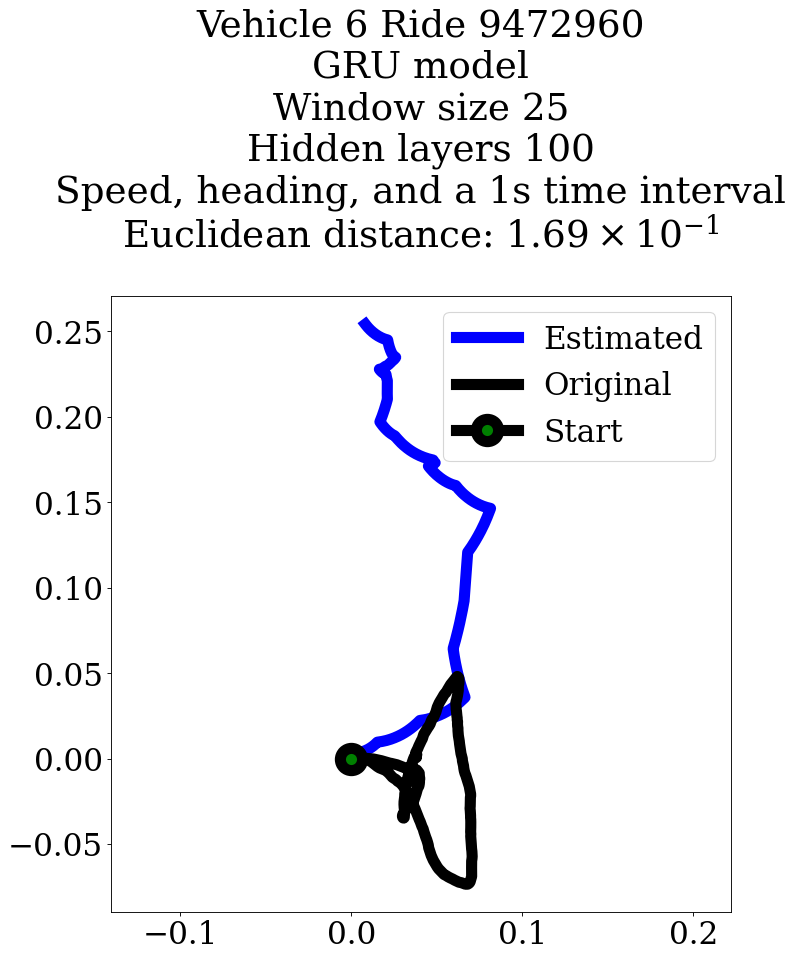 Vehicle 6 Ride 9472960
GRU model
Window size 25
Hidden layers 100
Speed, heading, and a 1s time interval
Euclidean distance: 1.69 × 10⁻¹
Estimated
Original
Start
0.25
0.20
0.15
0.10
0.05
0.00
−0.05
−0.1 0.0 0.1 0.2